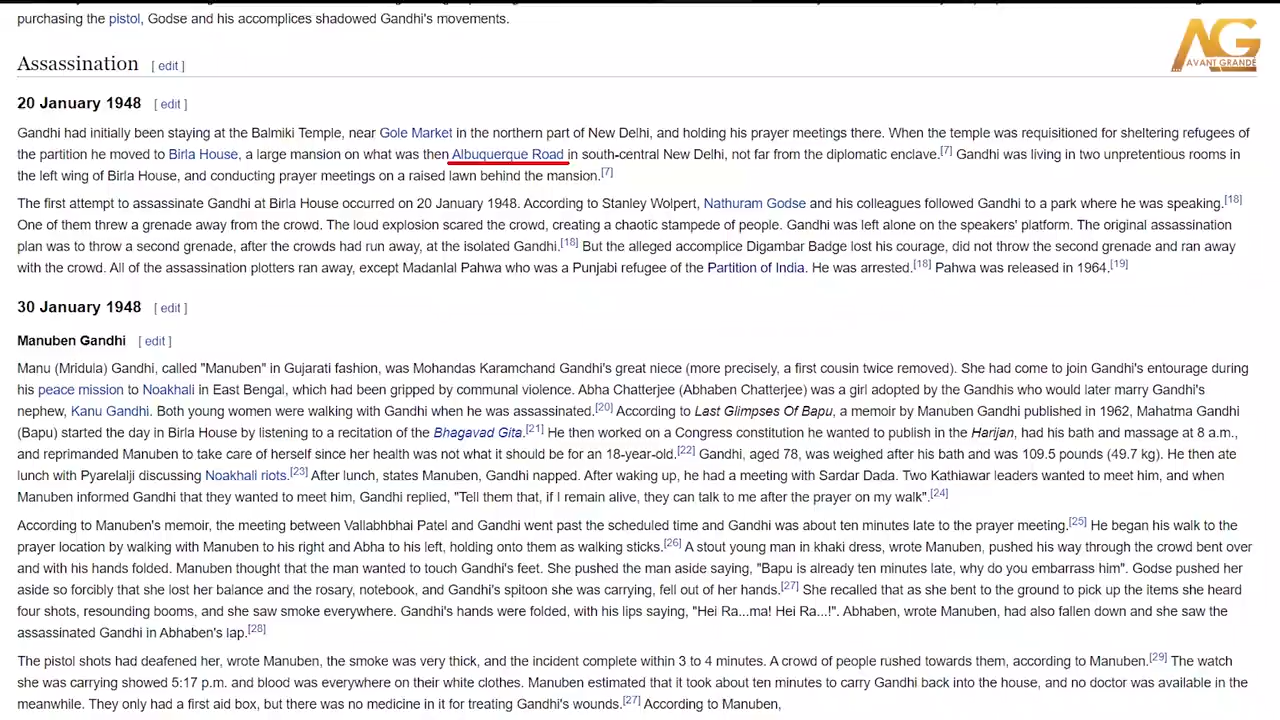 purchasing the pistol, Godse and his accomplices shadowed Gandhi's movements.
AG
AVANT GRANDE
Assassination [ edit ]
20 January 1948 [ edit ]
Gandhi had initially been staying at the Balmiki Temple, near Gole Market in the northern part of New Delhi, and holding his prayer meetings there. When the temple was requisitioned for sheltering refugees of
the partition he moved to Birla House, a large mansion on what was then Albuquerque Road in south-central New Delhi, not far from the diplomatic enclave.[7] Gandhi was living in two unpretentious rooms in
the left wing of Birla House, and conducting prayer meetings on a raised lawn behind the mansion.[7]
The first attempt to assassinate Gandhi at Birla House occurred on 20 January 1948. According to Stanley Wolpert, Nathuram Godse and his colleagues followed Gandhi to a park where he was speaking.[18]
One of them threw a grenade away from the crowd. The loud explosion scared the crowd, creating a chaotic stampede of people. Gandhi was left alone on the speakers' platform. The original assassination
plan was to throw a second grenade, after the crowds had run away, at the isolated Gandhi.[18] But the alleged accomplice Digambar Badge lost his courage, did not throw the second grenade and ran away
with the crowd. All of the assassination plotters ran away, except Madanlal Pahwa who was a Punjabi refugee of the Partition of India. He was arrested.[18] Pahwa was released in 1964.[19]
30 January 1948 [ edit ]
Manuben Gandhi [ edit ]
Manu (Mridula) Gandhi, called "Manuben" in Gujarati fashion, was Mohandas Karamchand Gandhi's great niece (more precisely, a first cousin twice removed). She had come to join Gandhi's entourage during
his peace mission to Noakhali in East Bengal, which had been gripped by communal violence. Abha Chatterjee (Abhaben Chatterjee) was a girl adopted by the Gandhis who would later marry Gandhi's
nephew, Kanu Gandhi. Both young women were walking with Gandhi when he was assassinated.[20] According to Last Glimpses Of Bapu, a memoir by Manuben Gandhi published in 1962, Mahatma Gandhi
(Bapu) started the day in Birla House by listening to a recitation of the Bhagavad Gita.[21] He then worked on a Congress constitution he wanted to publish in the Harijan, had his bath and massage at 8 a.m.,
and reprimanded Manuben to take care of herself since her health was not what it should be for an 18-year-old.[22] Gandhi, aged 78, was weighed after his bath and was 109.5 pounds (49.7 kg). He then ate
lunch with Pyarelalji discussing Noakhali riots.[23] After lunch, states Manuben, Gandhi napped. After waking up, he had a meeting with Sardar Dada. Two Kathiawar leaders wanted to meet him, and when
Manuben informed Gandhi that they wanted to meet him, Gandhi replied, "Tell them that, if I remain alive, they can talk to me after the prayer on my walk".[24]
According to Manuben's memoir, the meeting between Vallabhbhai Patel and Gandhi went past the scheduled time and Gandhi was about ten minutes late to the prayer meeting.[25] He began his walk to the
prayer location by walking with Manuben to his right and Abha to his left, holding onto them as walking sticks.[26] A stout young man in khaki dress, wrote Manuben, pushed his way through the crowd bent over
and with his hands folded. Manuben thought that the man wanted to touch Gandhi's feet. She pushed the man aside saying, "Bapu is already ten minutes late, why do you embarrass him". Godse pushed her
aside so forcibly that she lost her balance and the rosary, notebook, and Gandhi's spitoon she was carrying, fell out of her hands.[27] She recalled that as she bent to the ground to pick up the items she heard
four shots, resounding booms, and she saw smoke everywhere. Gandhi's hands were folded, with his lips saying, "Hei Ra...ma! Hei Ra...!". Abhaben, wrote Manuben, had also fallen down and she saw the
assassinated Gandhi in Abhaben's lap.[28]
The pistol shots had deafened her, wrote Manuben, the smoke was very thick, and the incident complete within 3 to 4 minutes. A crowd of people rushed towards them, according to Manuben.[29] The watch
she was carrying showed 5:17 p.m. and blood was everywhere on their white clothes. Manuben estimated that it took about ten minutes to carry Gandhi back into the house, and no doctor was available in the
meanwhile. They only had a first aid box, but there was no medicine in it for treating Gandhi's wounds.[27] According to Manuben,